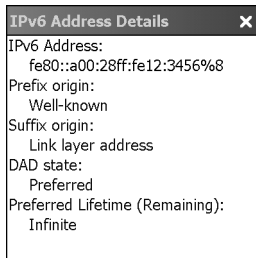 IPv6 Address Details
IPv6 Address:
fe80::a00:28ff:fe12:3456%8
Prefix origin:
Well-known
Suffix origin:
Link layer address
DAD state:
Preferred
Preferred Lifetime (Remaining):
Infinite